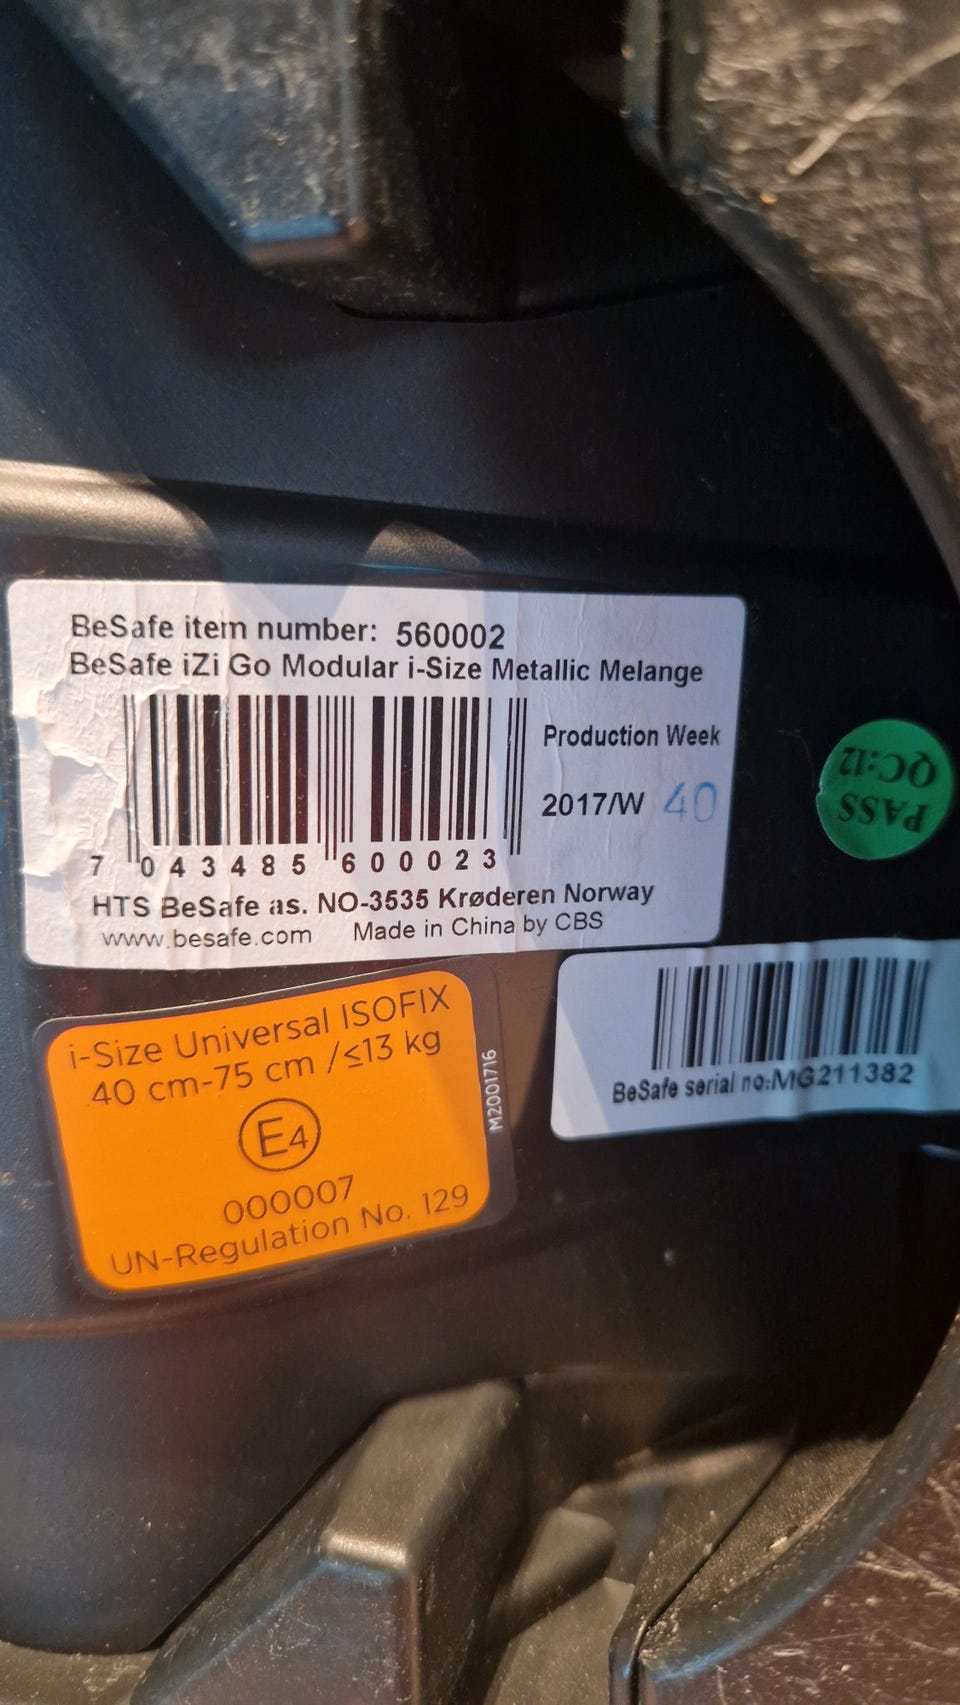 BeSafe item number: 560002
BeSafe iZi Go Modular i-Size Metallic Melange
Production Week
2017/W 40
7 043485 600023
HTS BeSafe as. NO-3535 Krøderen Norway
www.besafe.com Made in China by CBS
QC:12
PASS
i-Size Universal ISOFIX
40 cm-75 cm /≤13 kg
E4
000007
UN-Regulation No. 129
M2001716
BeSafe serial no:MG211382